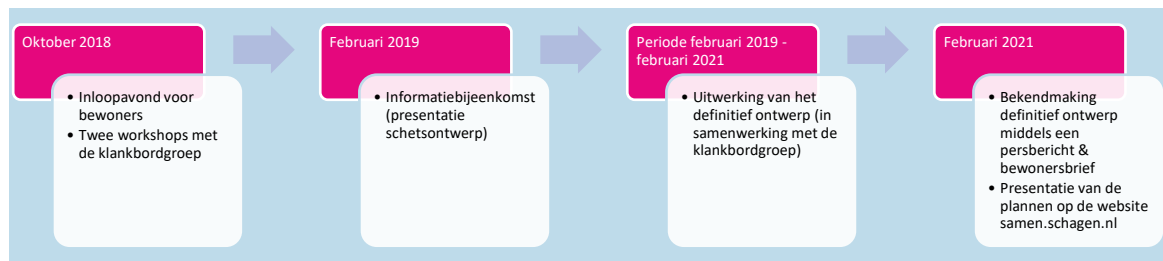 Oktober 2018
• Inloopavond voor
bewoners
• Twee workshops met
de klankbordgroep
Februari 2019
• Informatiebijeenkomst
(presentatie
schetsontwerp)
Periode februari 2019 -
februari 2021
• Uitwerking van het
definitief ontwerp (in
samenwerking met de
klankbordgroep)
Februari 2021
• Bekendmaking
definitief ontwerp
middels een
persbericht &
bewonersbrief
• Presentatie van de
plannen op de website
samen.schagen.nl